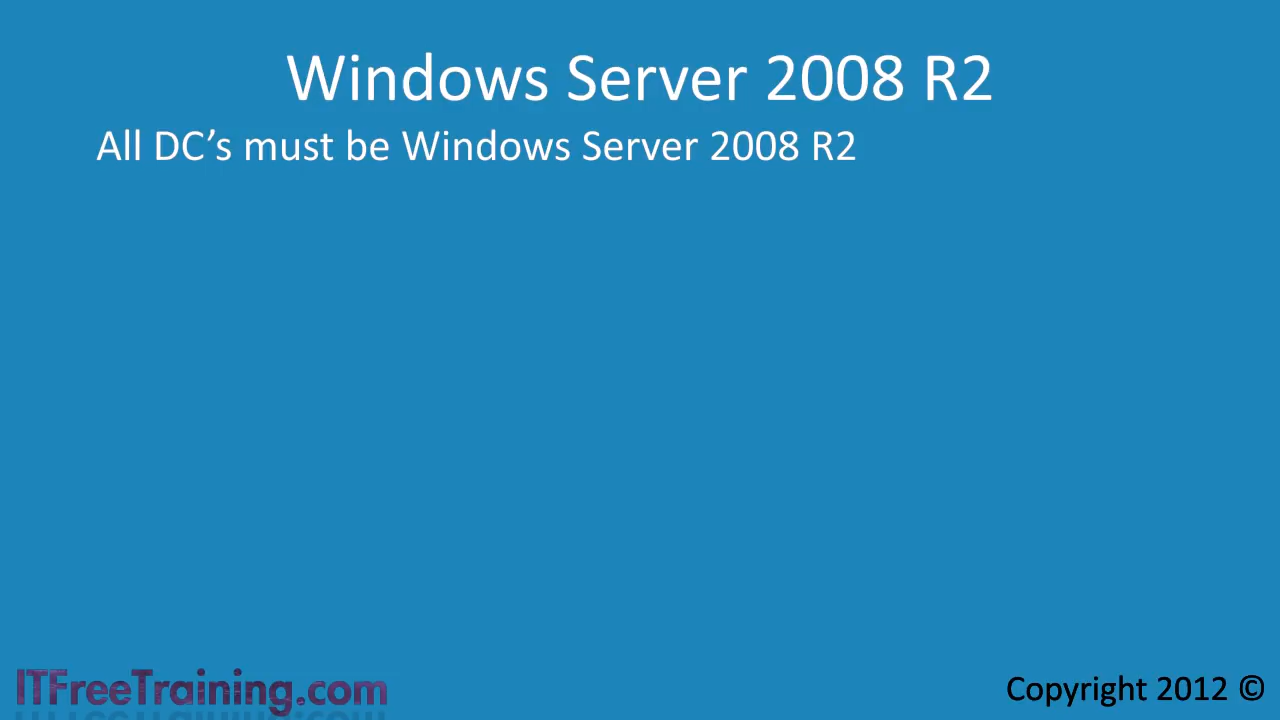 Windows Server 2008 R2
All DC’s must be Windows Server 2008 R2
ITFreeTraining.com
Copyright 2012 ©